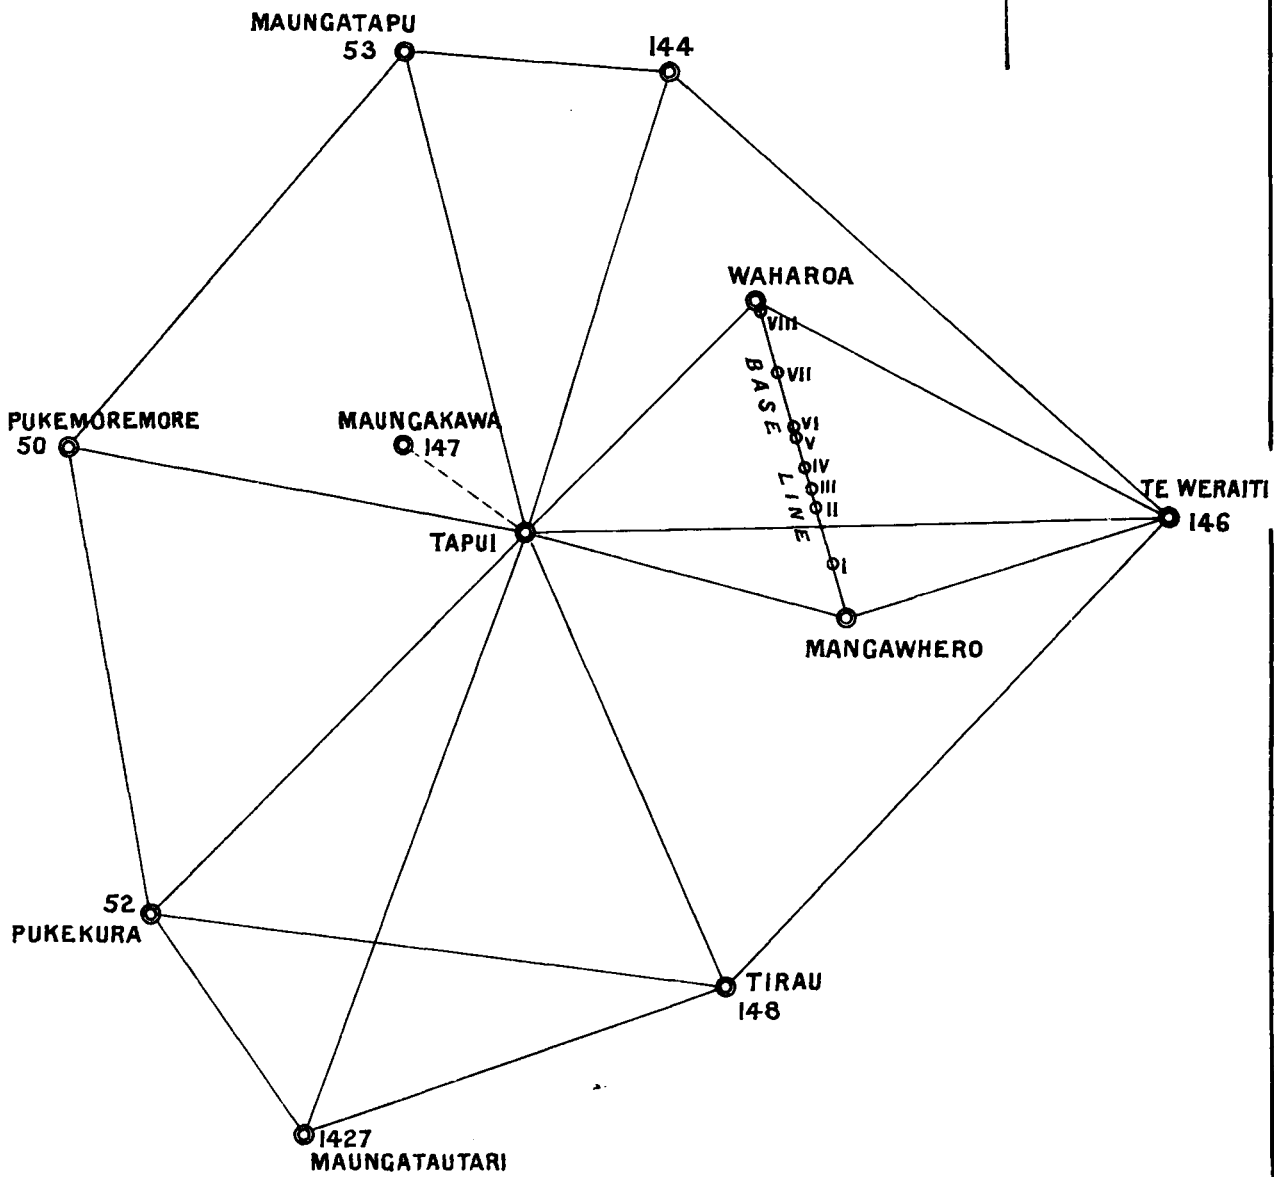 MAUNGATAPU
53
144
WAHAROA
VIII
VII
BASE LINE
VI
V
IV
III
II
I
PUKEMOREMORE
50
MAUNGAKAWA
147
TE WERAITI
146
TAPUI
MANGAWHERO
52
PUKEKURA
TIRAU
148
1427
MAUNGATAUTARI